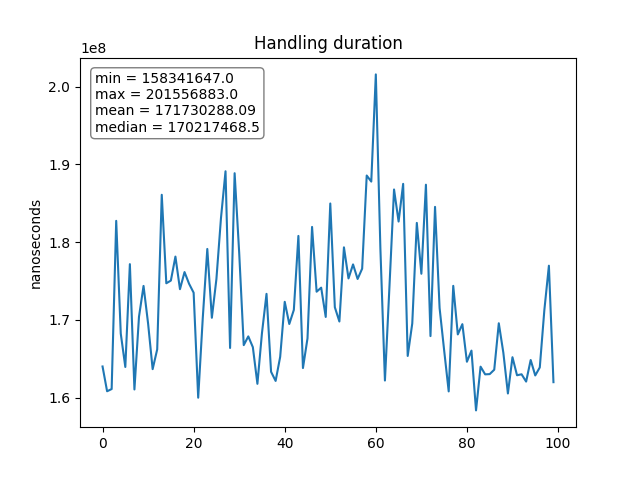 Handling duration
1e8
min = 158341647.0
max = 201556883.0
mean = 171730288.09
median = 170217468.5
nanoseconds
2.0
1.9
1.8
1.7
1.6
0 20 40 60 80 100